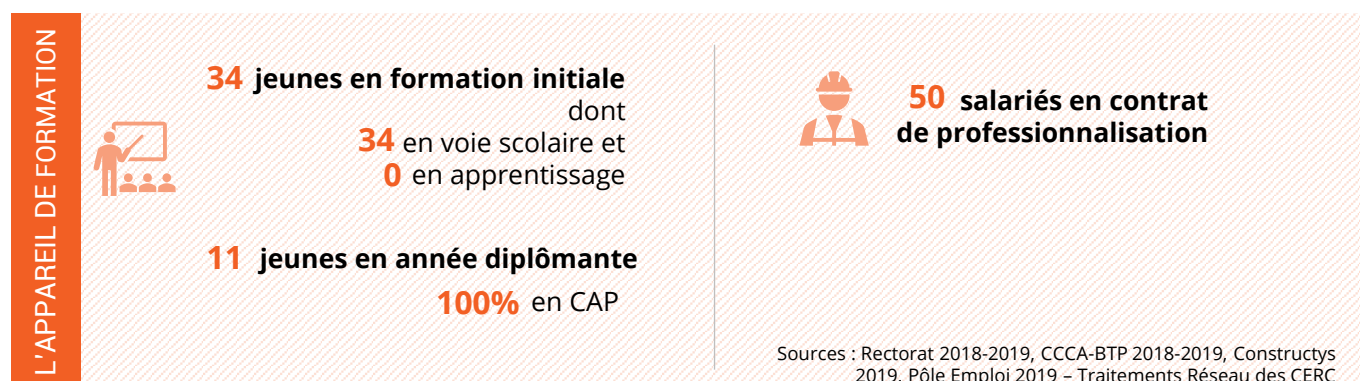 L'APPAREIL DE FORMATION
34 jeunes en formation initiale
dont
34 en voie scolaire et
0 en apprentissage
11 jeunes en année diplômante
100% en CAP
50 salariés en contrat
de professionnalisation
Sources : Rectorat 2018-2019, CCCA-BTP 2018-2019, Constructys
2019, Pôle Emploi 2019 – Traitements Réseau des CERC